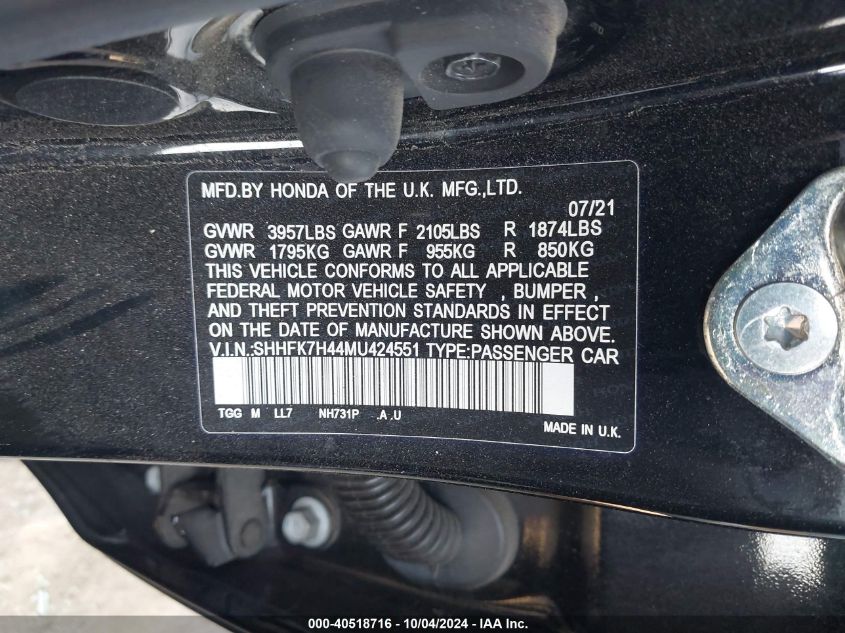 MFD.BY HONDA OF THE U.K. MFG.,LTD.
07/21
GVWR 3957LBS GAWR F 2105LBS R 1874LBS
GVWR 1795KG GAWR F 955KG R 850KG
THIS VEHICLE CONFORMS TO ALL APPLICABLE
FEDERAL MOTOR VEHICLE SAFETY , BUMPER ,
AND THEFT PREVENTION STANDARDS IN EFFECT
ON THE DATE OF MANUFACTURE SHOWN ABOVE.
V.I.N.:SHHFK7H44MU424551 TYPE:PASSENGER CAR
TGG M LL7 NH731P .A .U
MADE IN U.K.
000-40518716 - 10/04/2024 - IAA Inc.